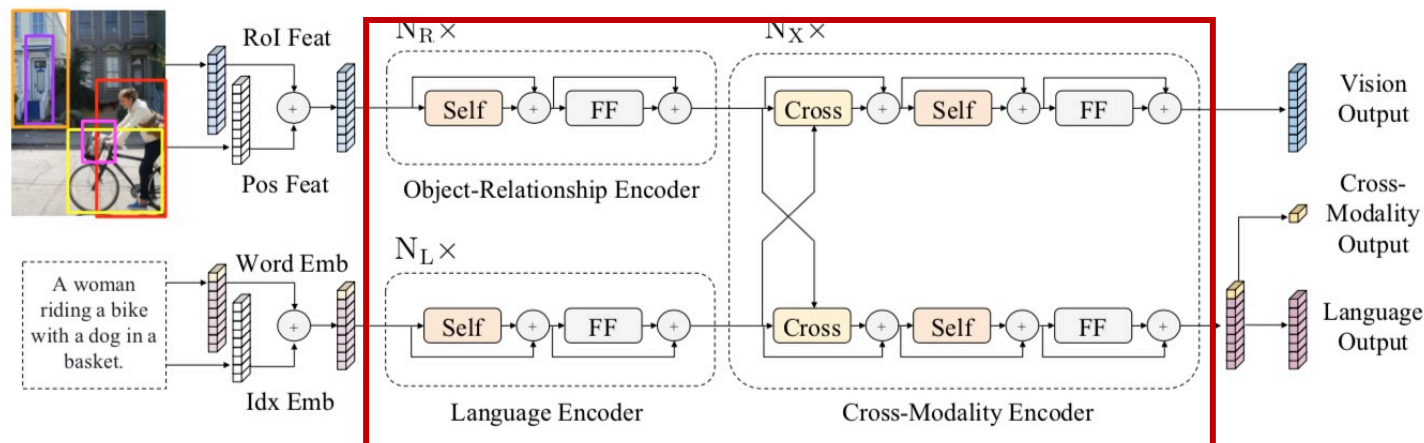 RoI Feat
Pos Feat
N_R ×
Self
+
FF
+
Object-Relationship Encoder
N_X ×
Cross
+
Self
+
FF
+
Vision
Output
Cross-
Modality
Output
A woman
riding a bike
with a dog in a
basket.
Word Emb
+
Idx Emb
N_L ×
Self
+
FF
+
Language Encoder
Cross
+
Self
+
FF
+
Cross-Modality Encoder
Language
Output
+